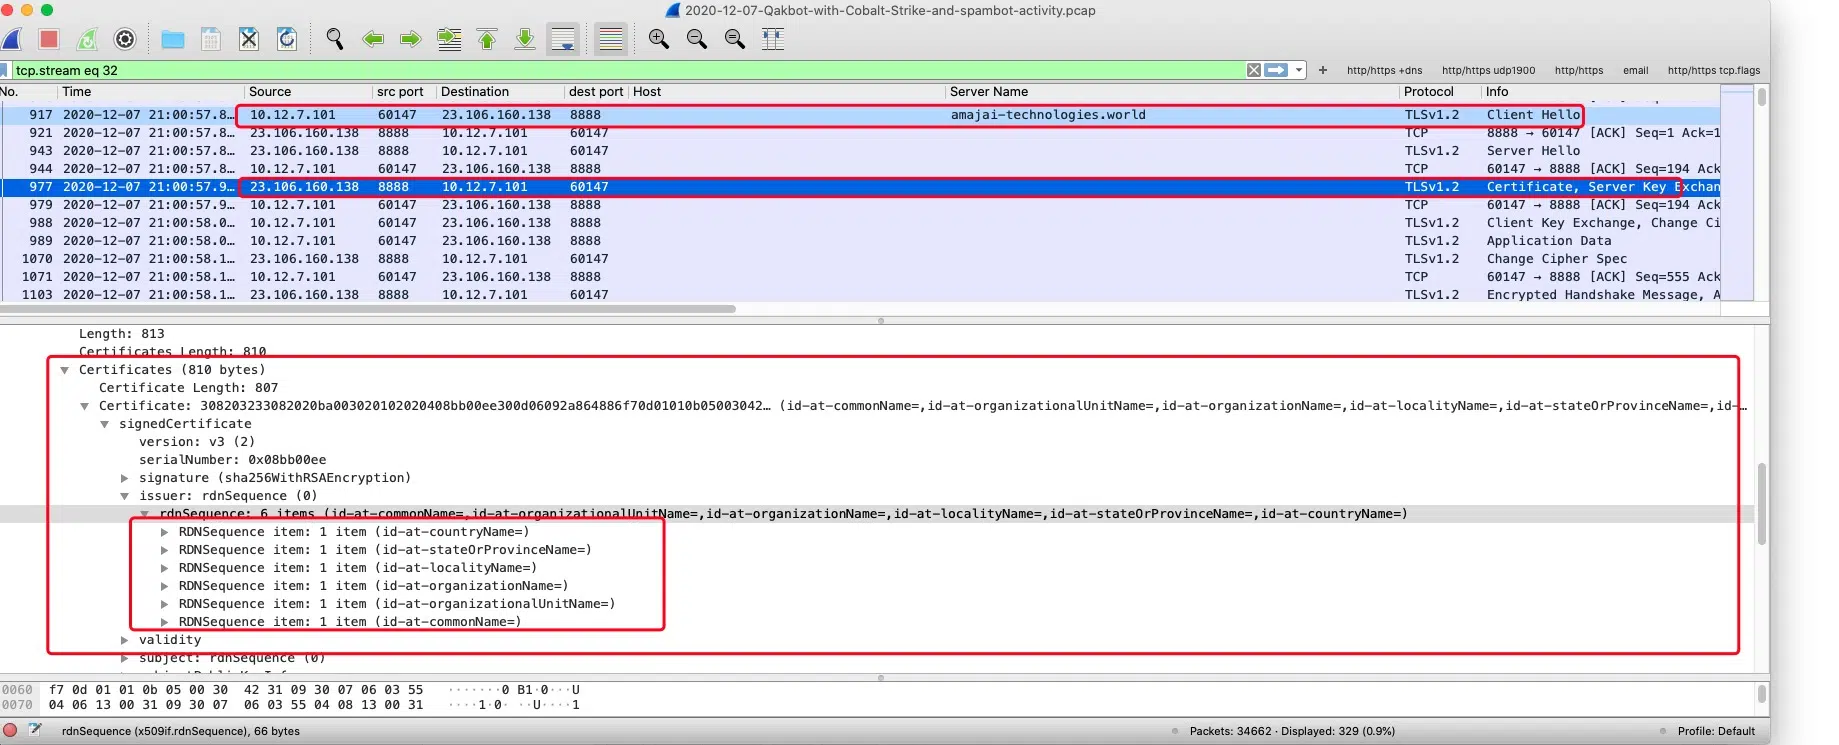 2020-12-07-Qakbot-with-Cobalt-Strike-and-spambot-activity.pcap
tcp.stream eq 32 + http/https +dns http/https udp1900 http/https email http/https tcp.flags
No. Time Source src port Destination dest port Host Server Name Protocol Info
917 2020-12-07 21:00:57.8… 10.12.7.101 60147 23.106.160.138 8888 amajai-technologies.world TLSv1.2 Client Hello
921 2020-12-07 21:00:57.8… 23.106.160.138 8888 10.12.7.101 60147 TCP 8888 → 60147 [ACK] Seq=1 Ack=1
943 2020-12-07 21:00:57.8… 23.106.160.138 8888 10.12.7.101 60147 TLSv1.2 Server Hello
944 2020-12-07 21:00:57.8… 10.12.7.101 60147 23.106.160.138 8888 TCP 60147 → 8888 [ACK] Seq=194 Ack
977 2020-12-07 21:00:57.9… 23.106.160.138 8888 10.12.7.101 60147 TLSv1.2 Certificate, Server Key Exchan
979 2020-12-07 21:00:57.9… 10.12.7.101 60147 23.106.160.138 8888 TCP 60147 → 8888 [ACK] Seq=194 Ack
988 2020-12-07 21:00:58.0… 10.12.7.101 60147 23.106.160.138 8888 TLSv1.2 Client Key Exchange, Change Ci
989 2020-12-07 21:00:58.0… 10.12.7.101 60147 23.106.160.138 8888 TLSv1.2 Application Data
1070 2020-12-07 21:00:58.1… 23.106.160.138 8888 10.12.7.101 60147 TLSv1.2 Change Cipher Spec
1071 2020-12-07 21:00:58.1… 10.12.7.101 60147 23.106.160.138 8888 TCP 60147 → 8888 [ACK] Seq=555 Ack
1103 2020-12-07 21:00:58.1… 23.106.160.138 8888 10.12.7.101 60147 TLSv1.2 Encrypted Handshake Message, A
Length: 813
Certificates Length: 810
Certificates (810 bytes)
Certificate Length: 807
Certificate: 308203233082020ba003020102020408bb00ee300d06092a864886f70d01010b05003042… (id-at-commonName=,id-at-organizationalUnitName=,id-at-organizationName=,id-at-localityName=,id-at-stateOrProvinceName=,id-…
signedCertificate
version: v3 (2)
serialNumber: 0x08bb00ee
signature (sha256WithRSAEncryption)
issuer: rdnSequence (0)
rdnSequence: 6 items (id-at-commonName=,id-at-organizationalUnitName=,id-at-organizationName=,id-at-localityName=,id-at-stateOrProvinceName=,id-at-countryName=)
RDNSequence item: 1 item (id-at-countryName=)
RDNSequence item: 1 item (id-at-stateOrProvinceName=)
RDNSequence item: 1 item (id-at-localityName=)
RDNSequence item: 1 item (id-at-organizationName=)
RDNSequence item: 1 item (id-at-organizationalUnitName=)
RDNSequence item: 1 item (id-at-commonName=)
validity
subject: rdnSequence (0)
0060 f7 0d 01 01 0b 05 00 30 42 31 09 30 07 06 03 55 ·······0 B1·0···U
0070 04 06 13 00 31 09 30 07 06 03 55 04 08 13 00 31 ····1·0· ··U····1
rdnSequence (x509if.rdnSequence), 66 bytes Packets: 34662 · Displayed: 329 (0.9%) Profile: Default